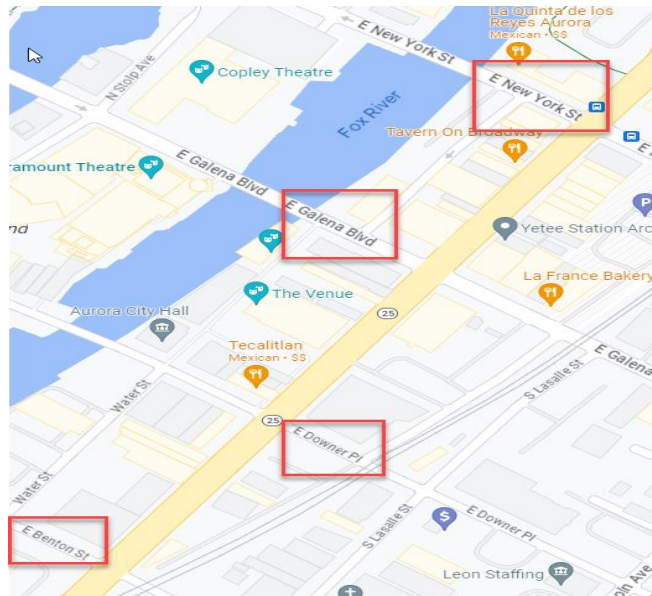 La Quinta de los
Reyes Aurora
Mexican • $$
E New York St
N Stolp Ave
Copley Theatre
E New York St
Fox River
Tavern On Broadway
E Galena Blvd
ramount Theatre
P
E Galena Blvd
Yetee Station Arc
nd
La France Bakery
The Venue
Aurora City Hall
25
Tecalitlan
Mexican • $$
E Galena
S Lasalle St
Water St
25
E Downer Pl
Water St
E Benton St
$
E Downer Pl
S Lasalle St
Leon Staffing
oln Ave